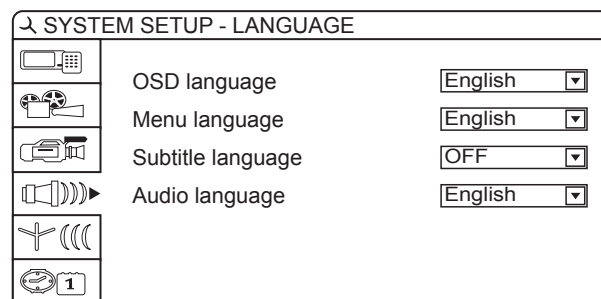 SYSTEM SETUP - LANGUAGE
OSD language English
Menu language English
Subtitle language OFF
Audio language English
1